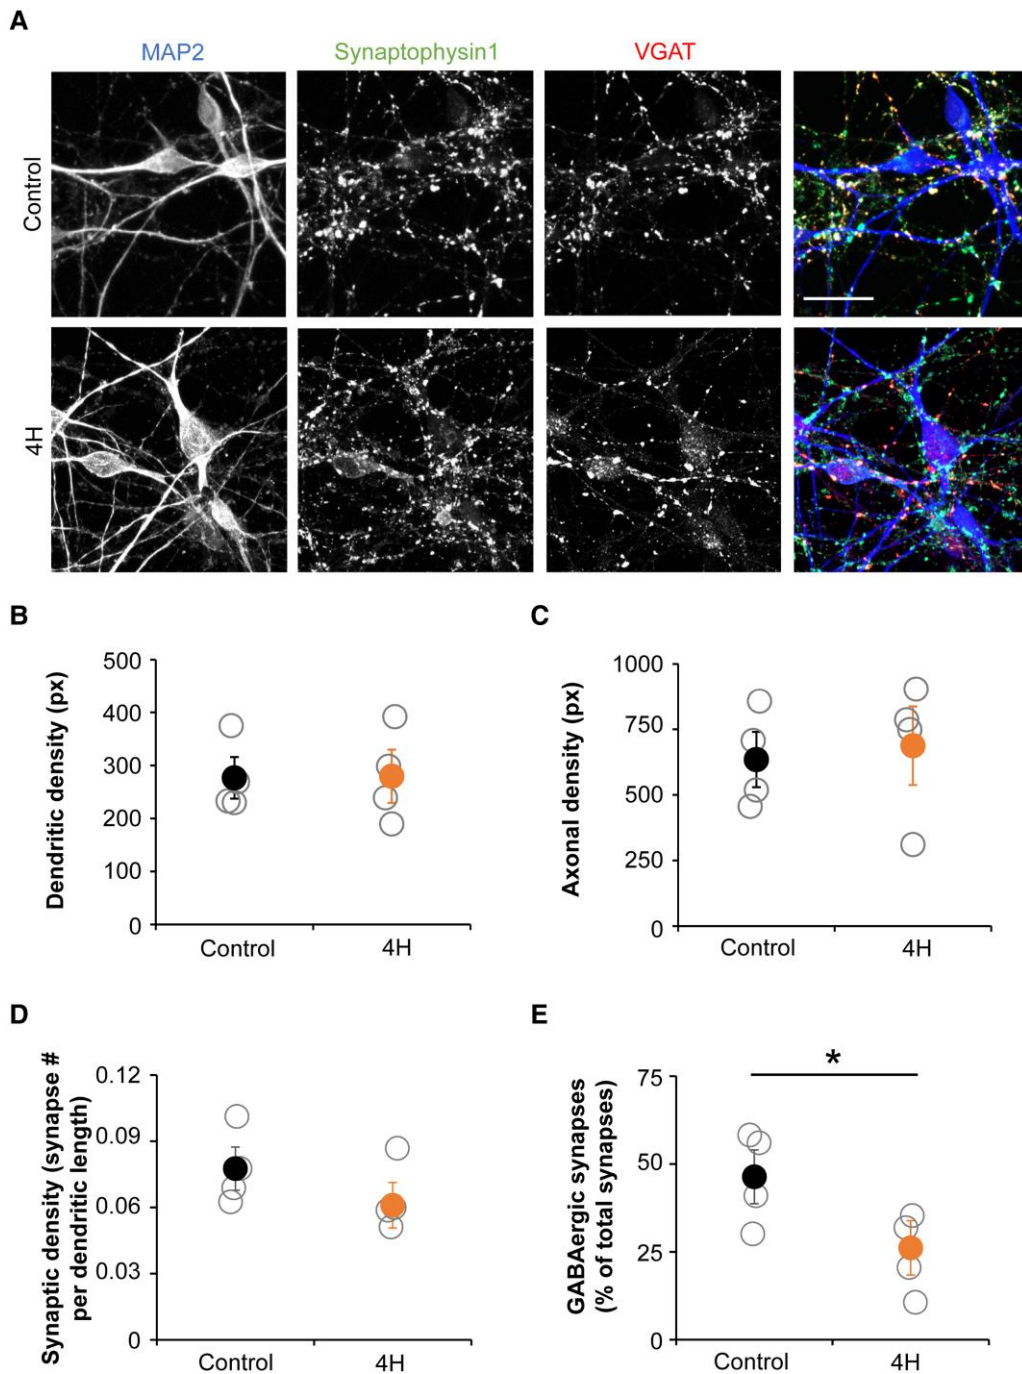 A
MAP2 Synaptophysin1 VGAT
Control
4H
B
Dendritic density (px)
500
400
300
200
100
0
Control 4H
C
Axonal density (px)
1000
750
500
250
0
Control 4H
D
Synaptic density (synapse #
per dendritic length)
0.12
0.09
0.06
0.03
0
Control 4H
E
GABAergic synapses
(% of total synapses)
75
50
25
0
*
Control 4H